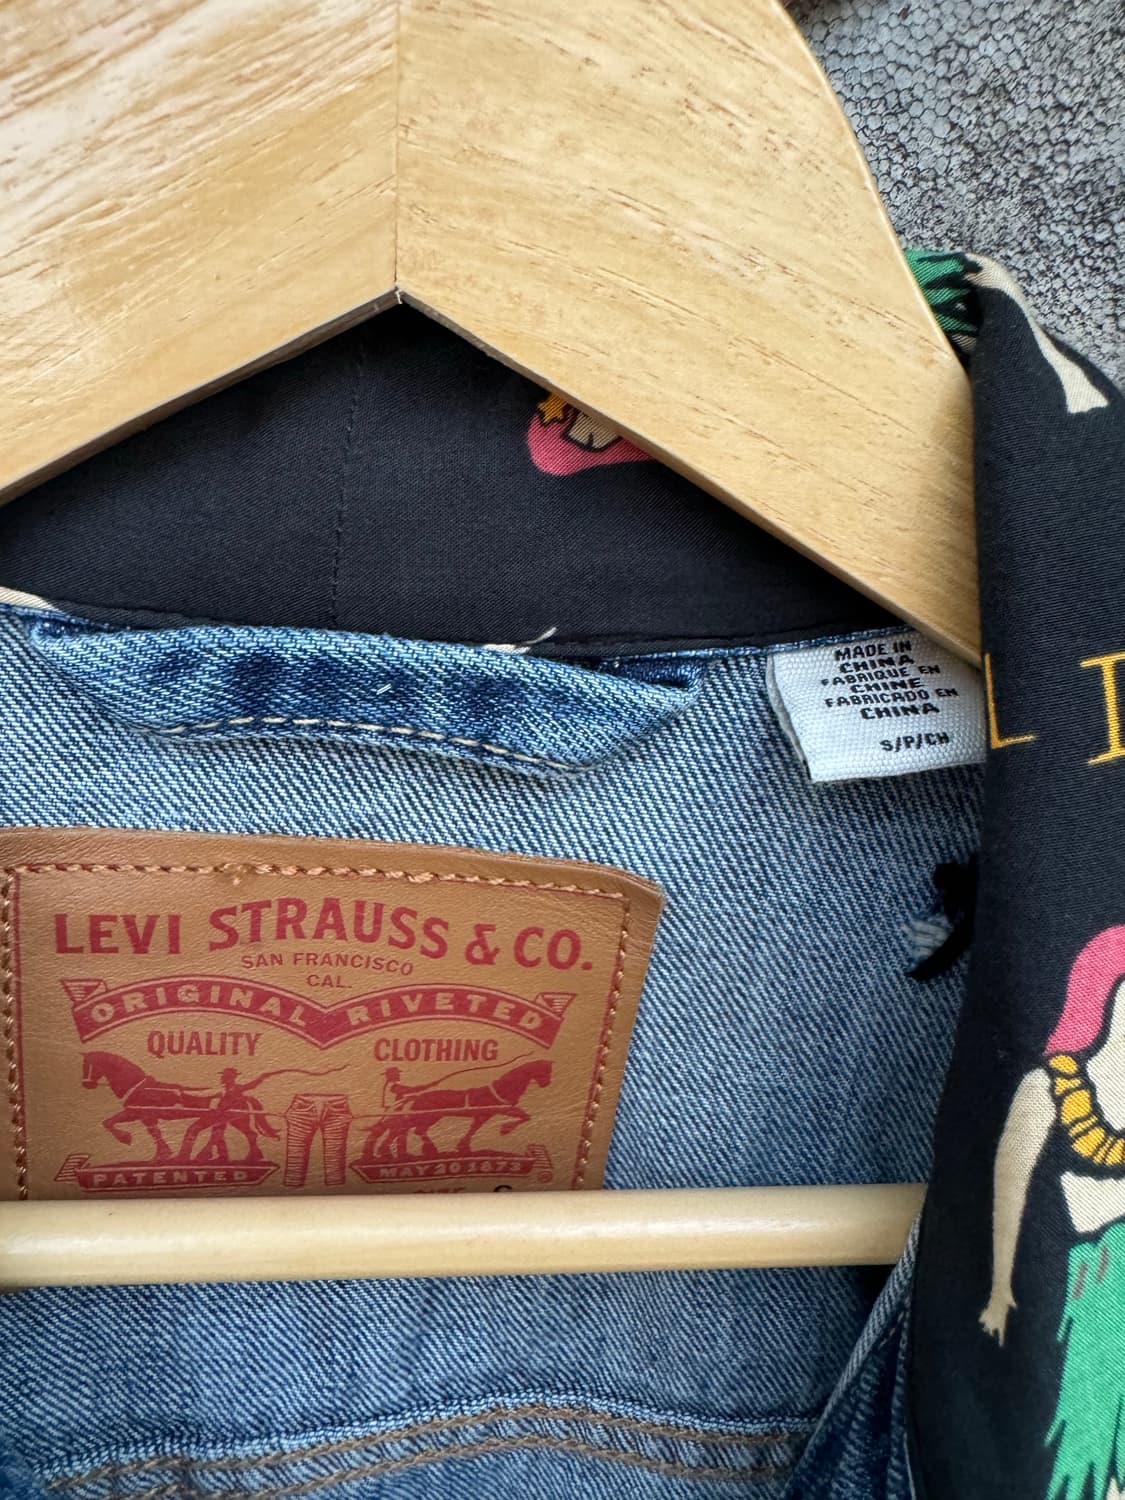 MADE IN
CHINA
FABRIQUE EN
CHINE
FABRICADO EN
CHINA
S/P/CH
LEVI STRAUSS & CO.
SAN FRANCISCO
CAL.
ORIGINAL RIVETED
QUALITY CLOTHING
PATENTED MAY 20 1873
®
L